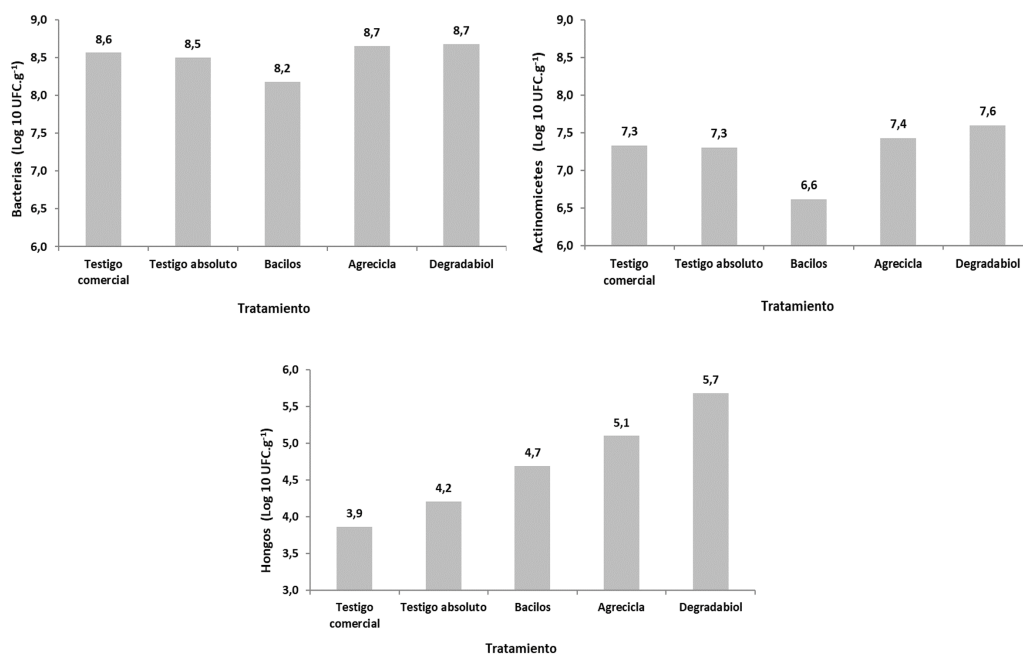 Bacterias (Log 10 UFC.g⁻¹)
9,0
8,5
8,0
7,5
7,0
6,5
6,0
8,6
8,5
8,2
8,7
8,7
Testigo
comercial
Testigo absoluto
Bacilos
Agrecicla
Degradabiol
Tratamiento
Actinomicetes (Log 10 UFC.g⁻¹)
9,0
8,5
8,0
7,5
7,0
6,5
6,0
7,3
7,3
6,6
7,4
7,6
Testigo
comercial
Testigo absoluto
Bacilos
Agrecicla
Degradabiol
Tratamiento
Hongos (Log 10 UFC.g⁻¹)
6,0
5,5
5,0
4,5
4,0
3,5
3,0
3,9
4,2
4,7
5,1
5,7
Testigo
comercial
Testigo absoluto
Bacilos
Agrecicla
Degradabiol
Tratamiento